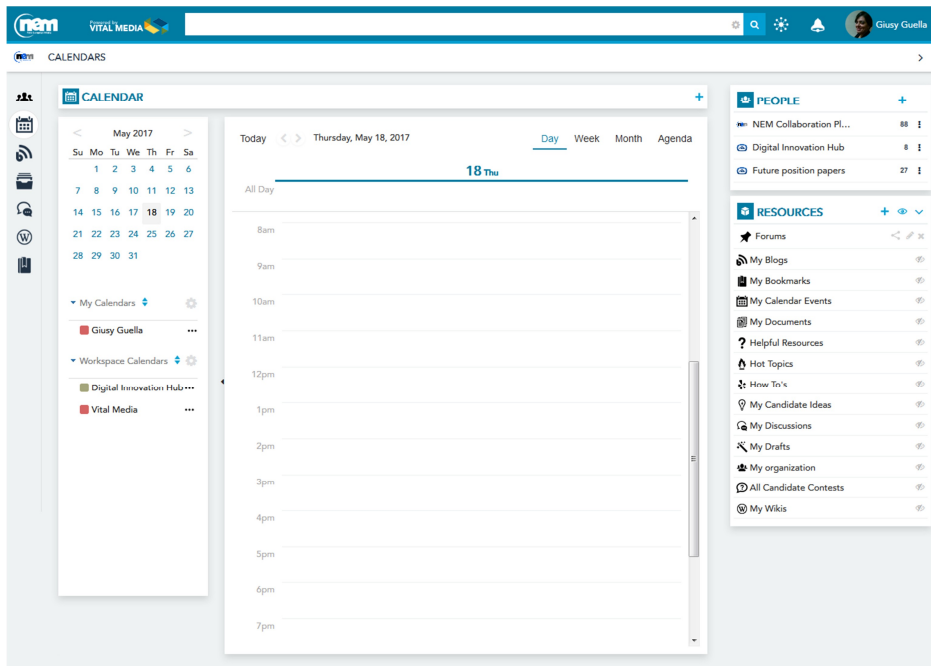 nem
Powered by
VITAL MEDIA
Giusy Guella
nem CALENDARS
CALENDAR
May 2017
Su Mo Tu We Th Fr Sa
1 2 3 4 5 6
7 8 9 10 11 12 13
14 15 16 17 18 19 20
21 22 23 24 25 26 27
28 29 30 31
My Calendars
Giusy Guella
Workspace Calendars
Digital Innovation Hub
Vital Media
Today Thursday, May 18, 2017 Day Week Month Agenda
18 Thu
All Day
8am
9am
10am
11am
12pm
1pm
2pm
3pm
4pm
5pm
6pm
7pm
PEOPLE
nem NEM Collaboration Pl... 88
Digital Innovation Hub 8
Future position papers 27
RESOURCES
Forums
My Blogs
My Bookmarks
My Calendar Events
My Documents
Helpful Resources
Hot Topics
How To's
My Candidate Ideas
My Discussions
My Drafts
My organization
All Candidate Contests
My Wikis